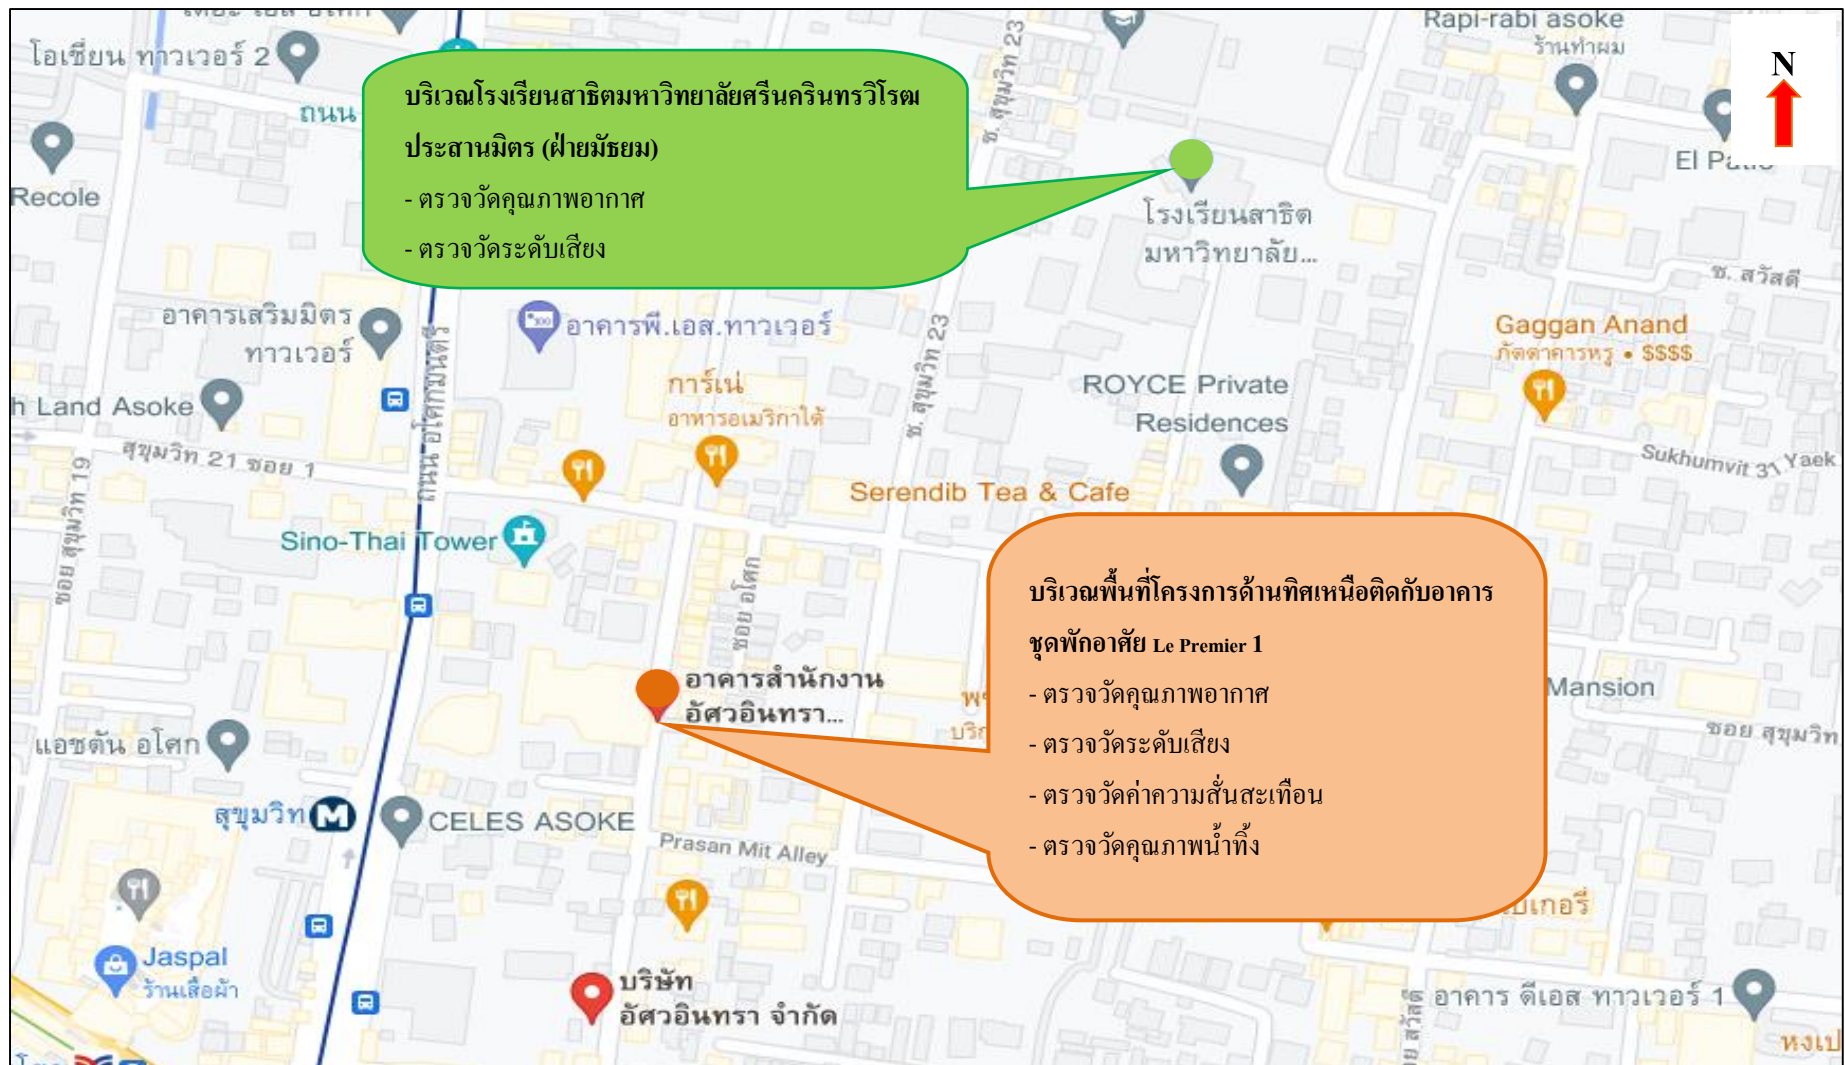 Rapi-rabi asoke
ร้านทำผม
N
โอเชี่ยน ทาวเวอร์ 2
ถนน
Recole
El Patio
ซ. สุขุมวิท 23
บริเวณโรงเรียนสาธิตมหาวิทยาลัยศรีนครินทรวิโรฒ
ประสานมิตร (ฝ่ายมัธยม)
- ตรวจวัดคุณภาพอากาศ
- ตรวจวัดระดับเสียง
โรงเรียนสาธิต
มหาวิทยาลัย...
ซ. สวัสดี
อาคารเสริมมิตร
ทาวเวอร์
ถนน อโศกมนตรี
อาคารพี.เอส.ทาวเวอร์
ซ. สุขุมวิท 23
Gaggan Anand
ภัตตาคารหรู • $$$$
h Land Asoke
การ์เน่
อาหารอเมริกาใต้
ROYCE Private
Residences
สุขุมวิท 21 ซอย 1
ซอย สุขุมวิท 19
Sukhumvit 31 Yaek
Serendib Tea & Cafe
Sino-Thai Tower
ซอย อโศก
บริเวณพื้นที่โครงการด้านทิศเหนือติดกับอาคาร
ชุดพักอาศัย Le Premier 1
- ตรวจวัดคุณภาพอากาศ
- ตรวจวัดระดับเสียง
- ตรวจวัดค่าความสั่นสะเทือน
- ตรวจวัดคุณภาพน้ำทิ้ง
อาคารสำนักงาน
อัศวอินทรา...
Mansion
ซอย สุขุมวิท
แอชตัน อโศก
สุขุมวิท
M
CELES ASOKE
Prasan Mit Alley
เบเกอรี่
Jaspal
ร้านเสื้อผ้า
บริษัท
อัศวอินทรา จำกัด
อาคาร ดีเอส ทาวเวอร์ 1
ย สวัสดี
หงเป